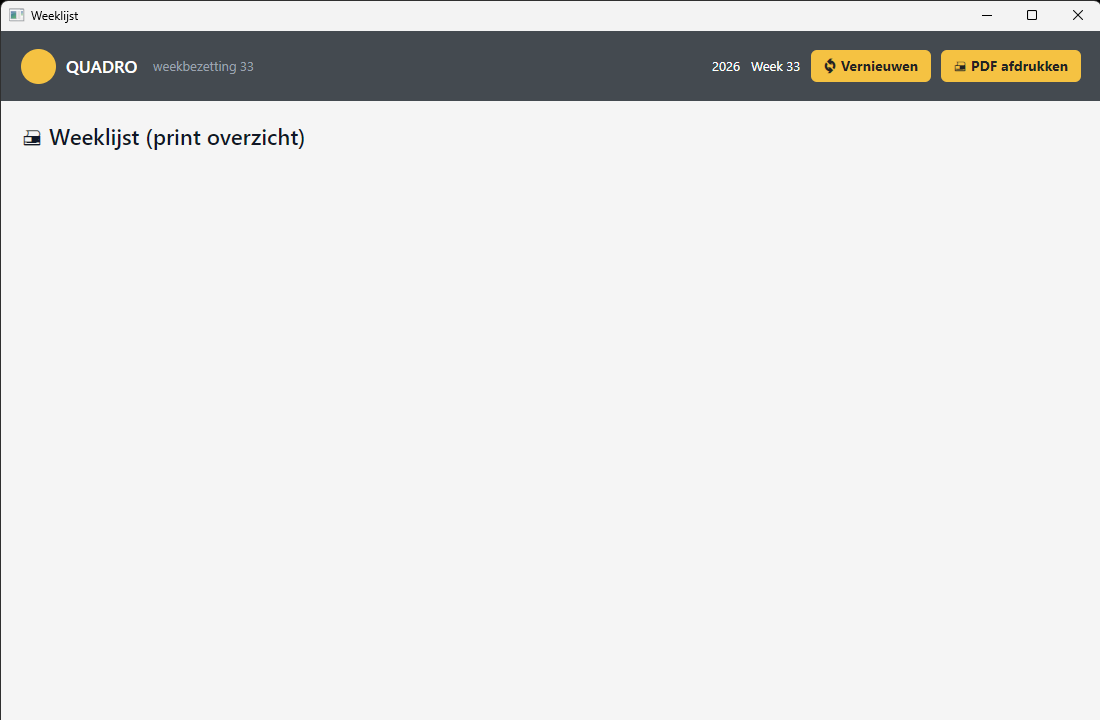 Weeklijst
QUADRO weekbezetting 33 2026 Week 33 Vernieuwen PDF afdrukken
Weeklijst (print overzicht)